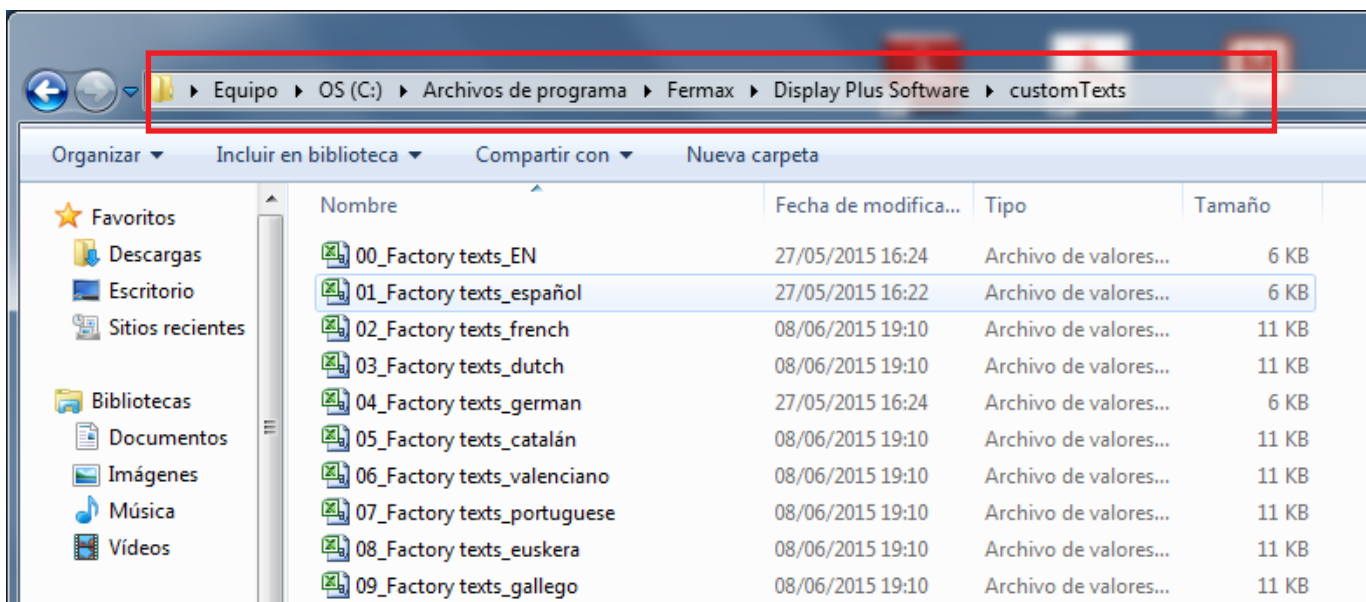 Equipo ▸ OS (C:) ▸ Archivos de programa ▸ Fermax ▸ Display Plus Software ▸ customTexts
Organizar Incluir en biblioteca Compartir con Nueva carpeta
Favoritos
Descargas
Escritorio
Sitios recientes
Bibliotecas
Documentos
Imágenes
Música
Vídeos
Nombre Fecha de modifica... Tipo Tamaño
00_Factory texts_EN 27/05/2015 16:24 Archivo de valores... 6 KB
01_Factory texts_español 27/05/2015 16:22 Archivo de valores... 6 KB
02_Factory texts_french 08/06/2015 19:10 Archivo de valores... 11 KB
03_Factory texts_dutch 08/06/2015 19:10 Archivo de valores... 11 KB
04_Factory texts_german 27/05/2015 16:24 Archivo de valores... 6 KB
05_Factory texts_catalán 08/06/2015 19:10 Archivo de valores... 11 KB
06_Factory texts_valenciano 08/06/2015 19:10 Archivo de valores... 11 KB
07_Factory texts_portuguese 08/06/2015 19:10 Archivo de valores... 11 KB
08_Factory texts_euskera 08/06/2015 19:10 Archivo de valores... 11 KB
09_Factory texts_gallego 08/06/2015 19:10 Archivo de valores... 11 KB